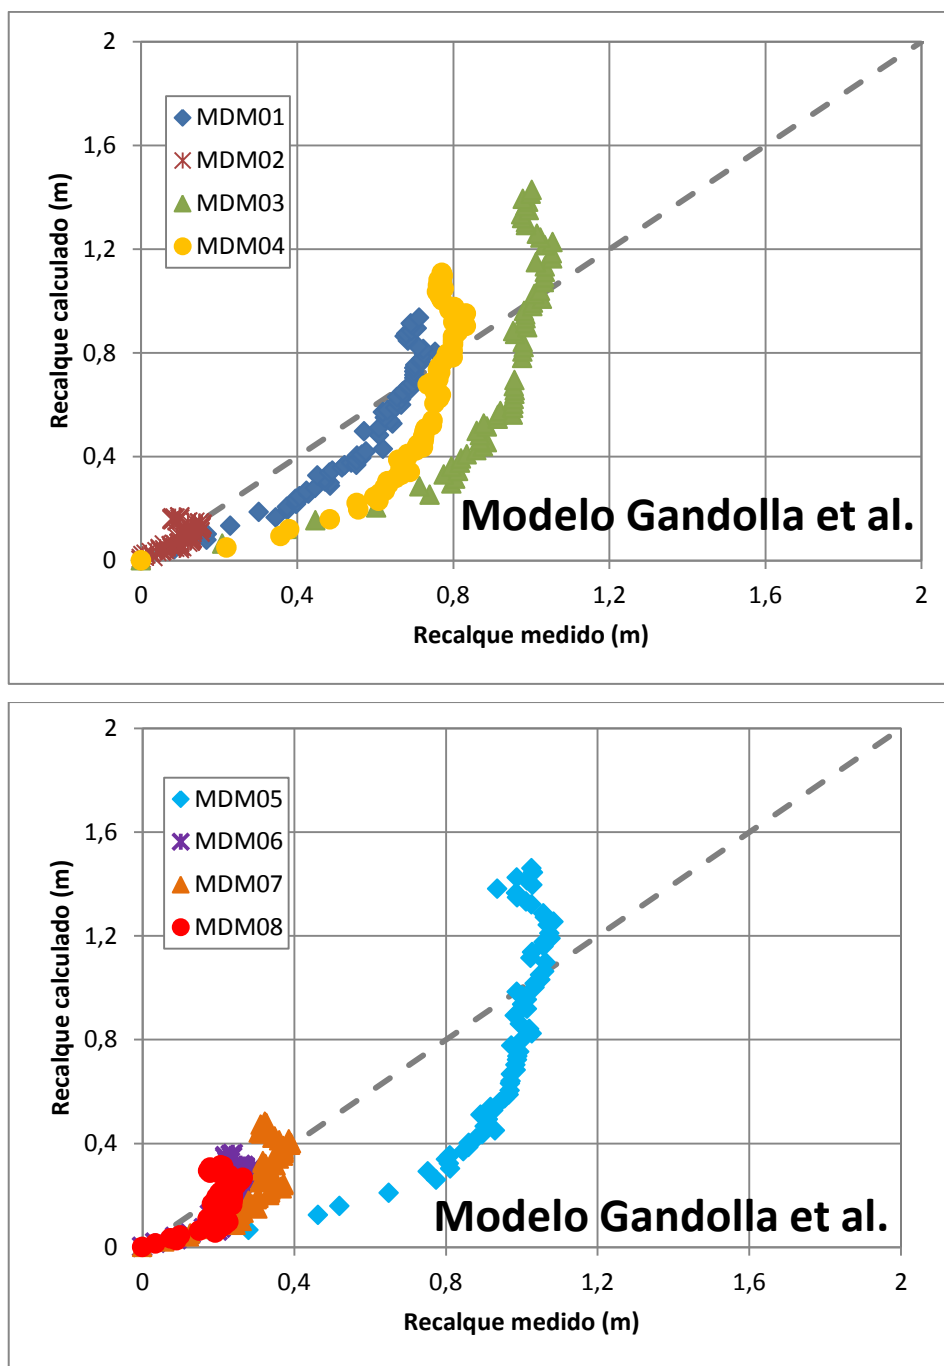 2
1,6
1,2
0,8
0,4
0
Recalque calculado (m)
MDM01
MDM02
MDM03
MDM04
Modelo Gandolla et al.
0
0,4
0,8
1,2
1,6
2
Recalque medido (m)
2
1,6
1,2
0,8
0,4
0
Recalque calculado (m)
MDM05
MDM06
MDM07
MDM08
Modelo Gandolla et al.
0
0,4
0,8
1,2
1,6
2
Recalque medido (m)